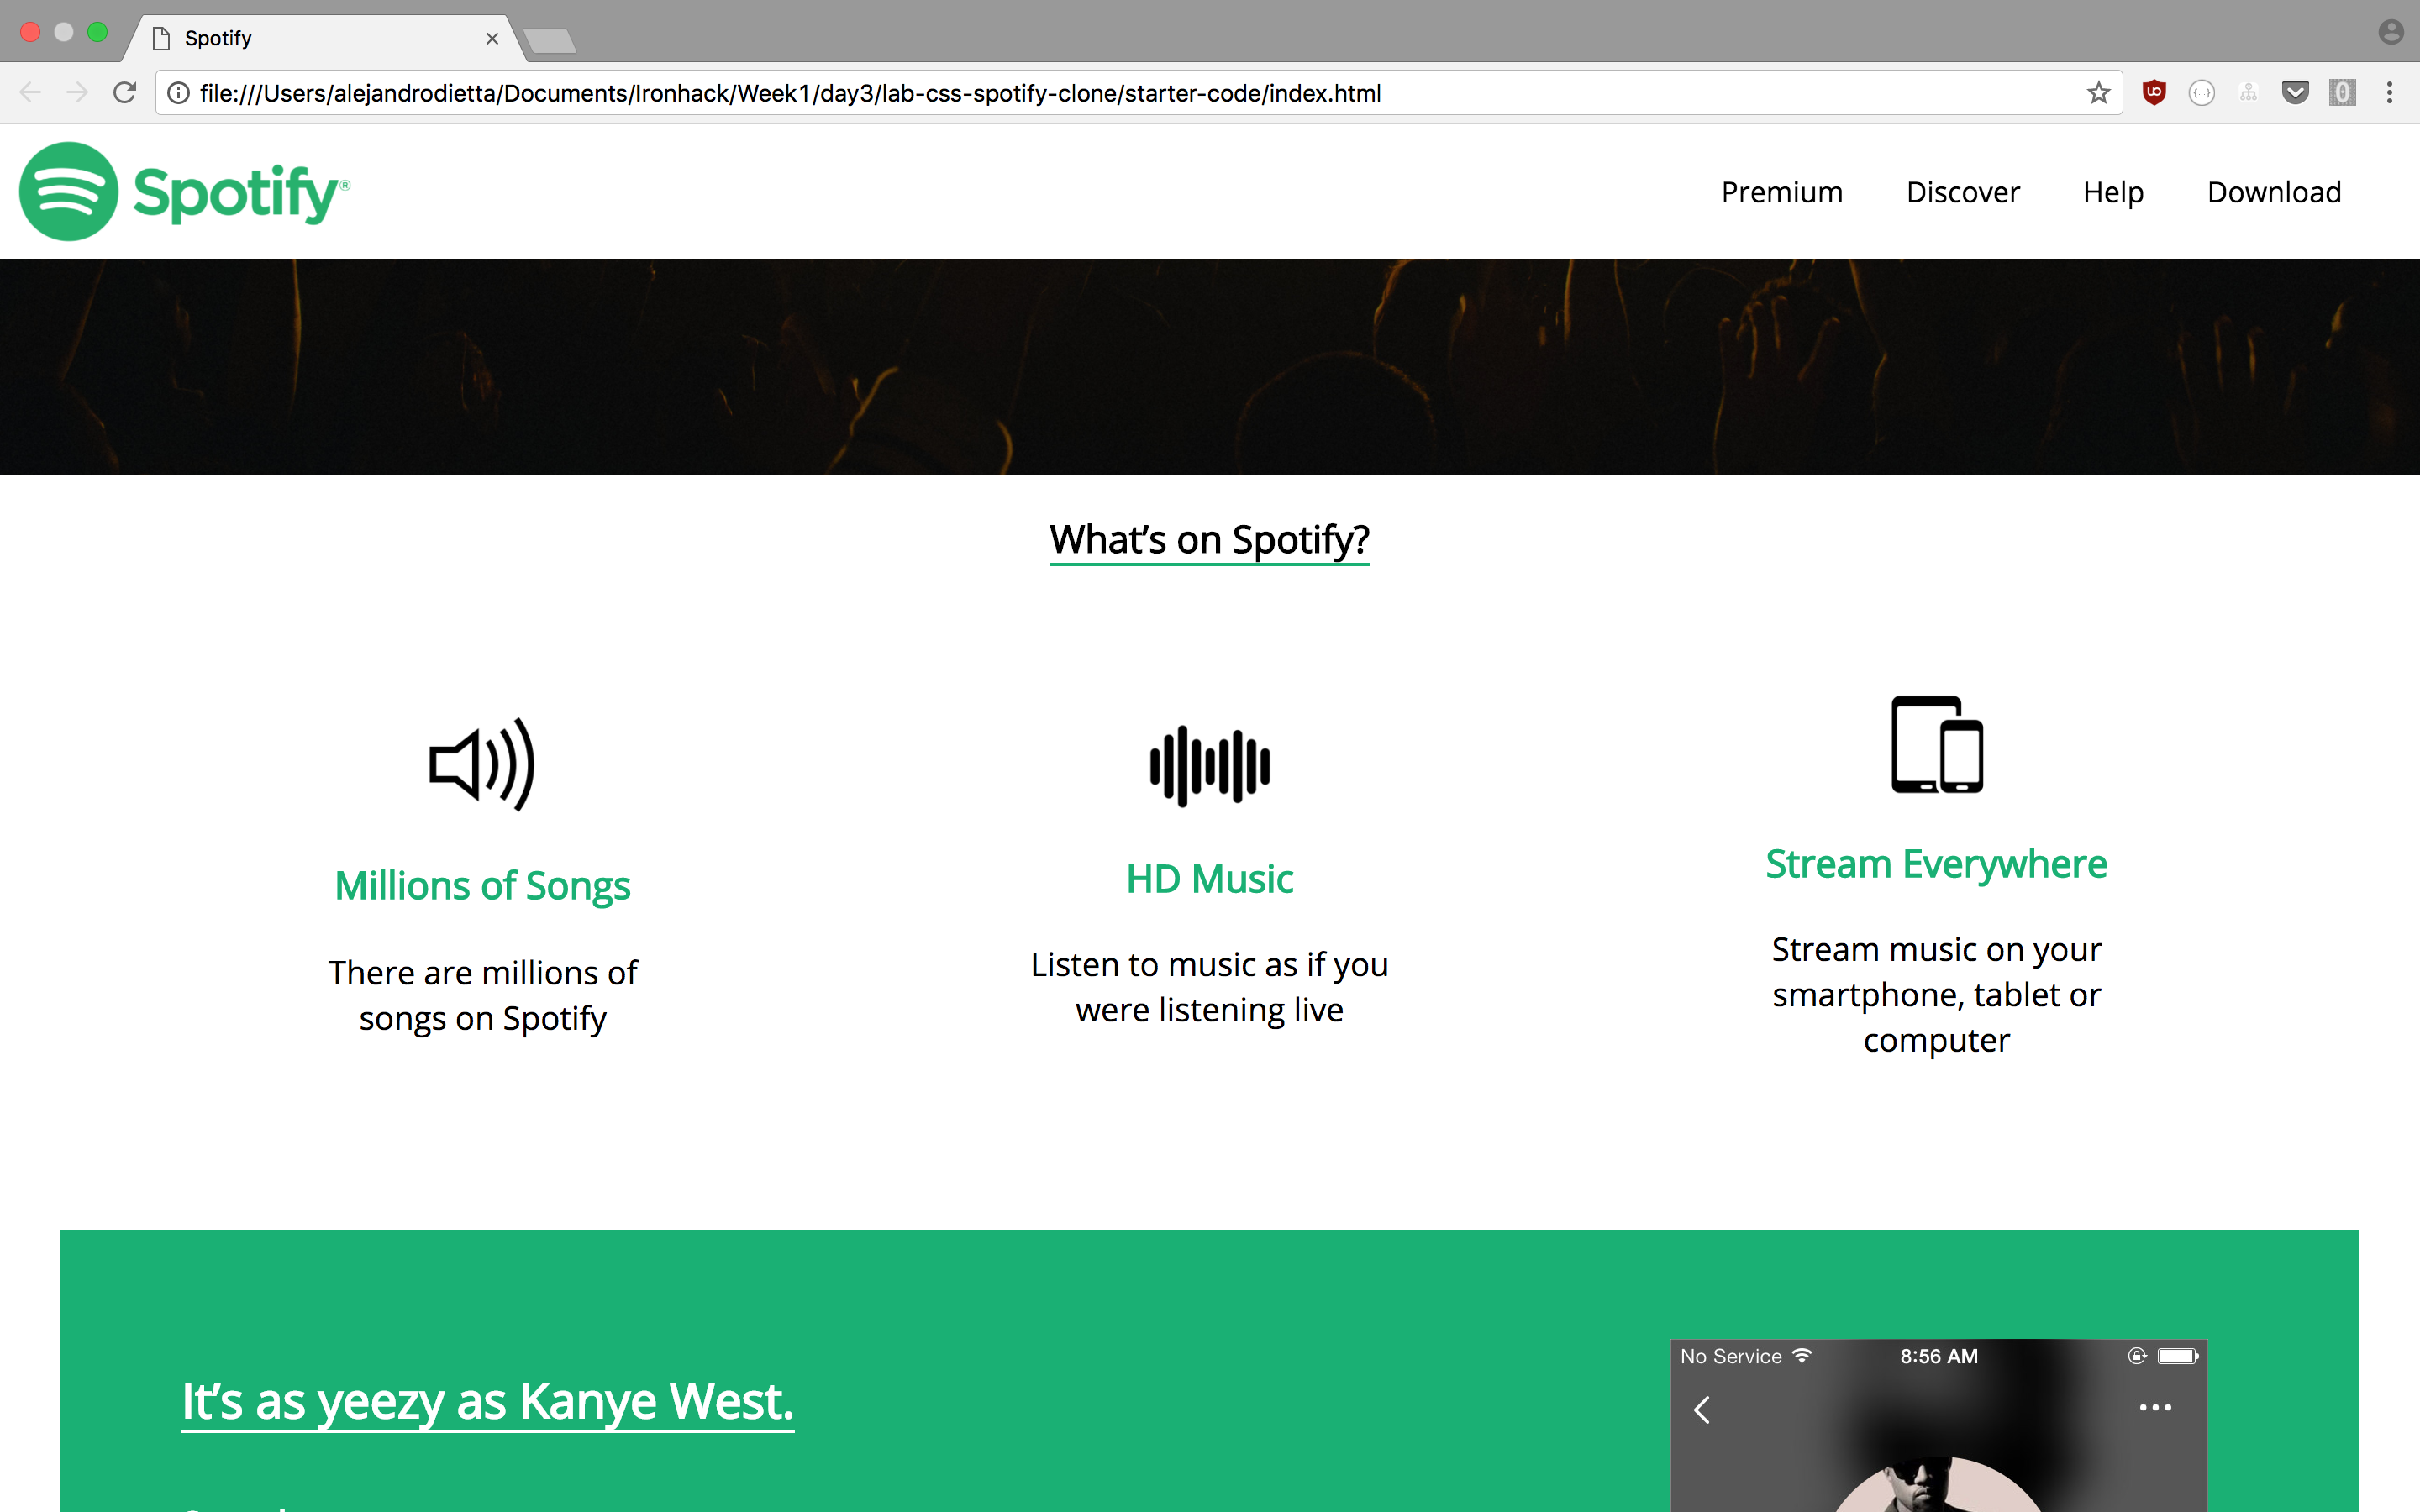 Spotify
file:///Users/alejandrodietta/Documents/Ironhack/Week1/day3/lab-css-spotify-clone/starter-code/index.html
Spotify®
Premium Discover Help Download
What’s on Spotify?
Millions of Songs
There are millions of
songs on Spotify
HD Music
Listen to music as if you
were listening live
Stream Everywhere
Stream music on your
smartphone, tablet or
computer
It’s as yeezy as Kanye West.
No Service 8:56 AM